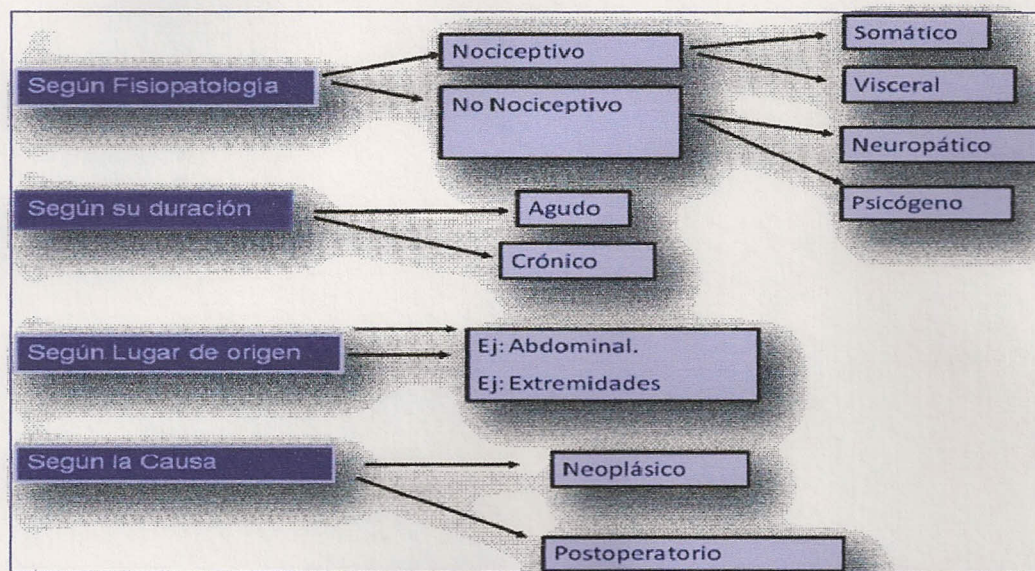 Según Fisiopatología
Nociceptivo
No Nociceptivo
Somático
Visceral
Neuropático
Psicógeno
Según su duración
Agudo
Crónico
Según Lugar de origen
Ej: Abdominal.
Ej: Extremidades
Según la Causa
Neoplásico
Postoperatorio